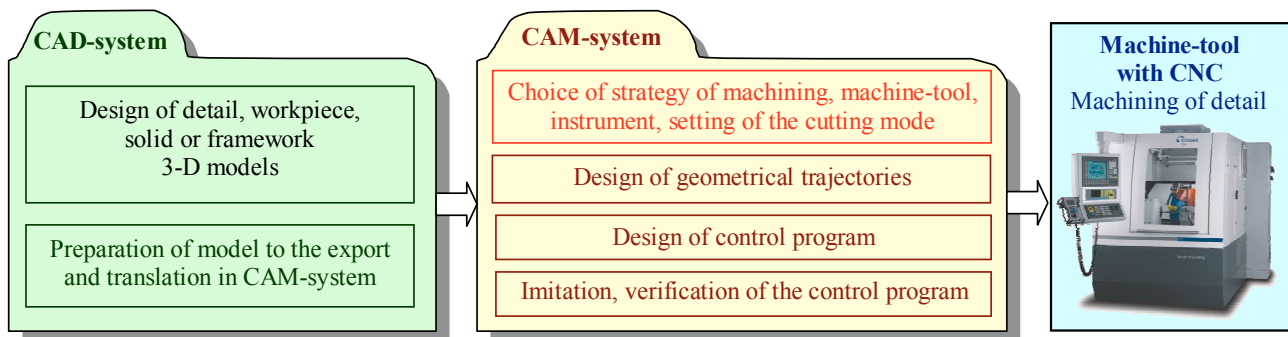 CAD-system
Design of detail, workpiece,
solid or framework
3-D models
Preparation of model to the export
and translation in CAM-system
CAM-system
Choice of strategy of machining, machine-tool,
instrument, setting of the cutting mode
Design of geometrical trajectories
Design of control program
Imitation, verification of the control program
Machine-tool
with CNC
Machining of detail